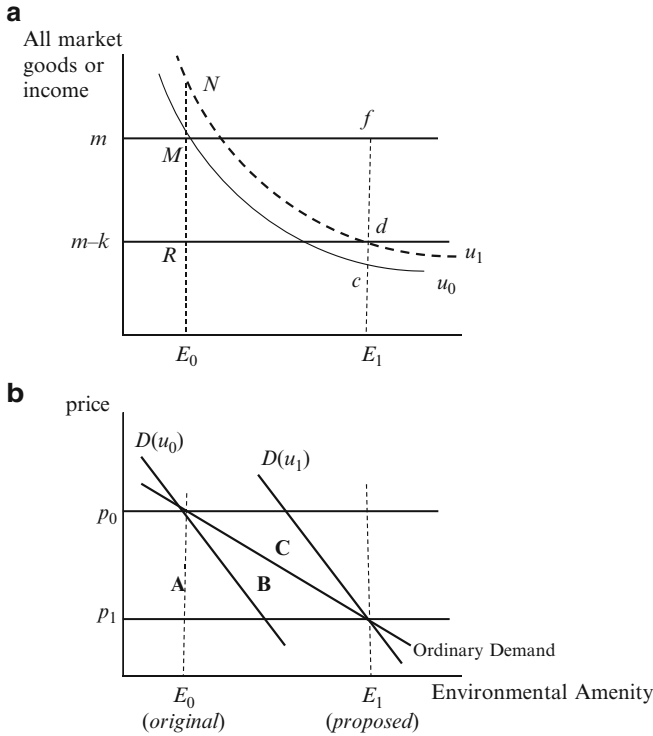 a
All market
goods or
income
N
f
m
M
d
m–k
R
c
u1
u0
E0
E1
b
price
D(u0)
D(u1)
p0
C
A
B
p1
Ordinary Demand
E0
E1
Environmental Amenity
(original)
(proposed)